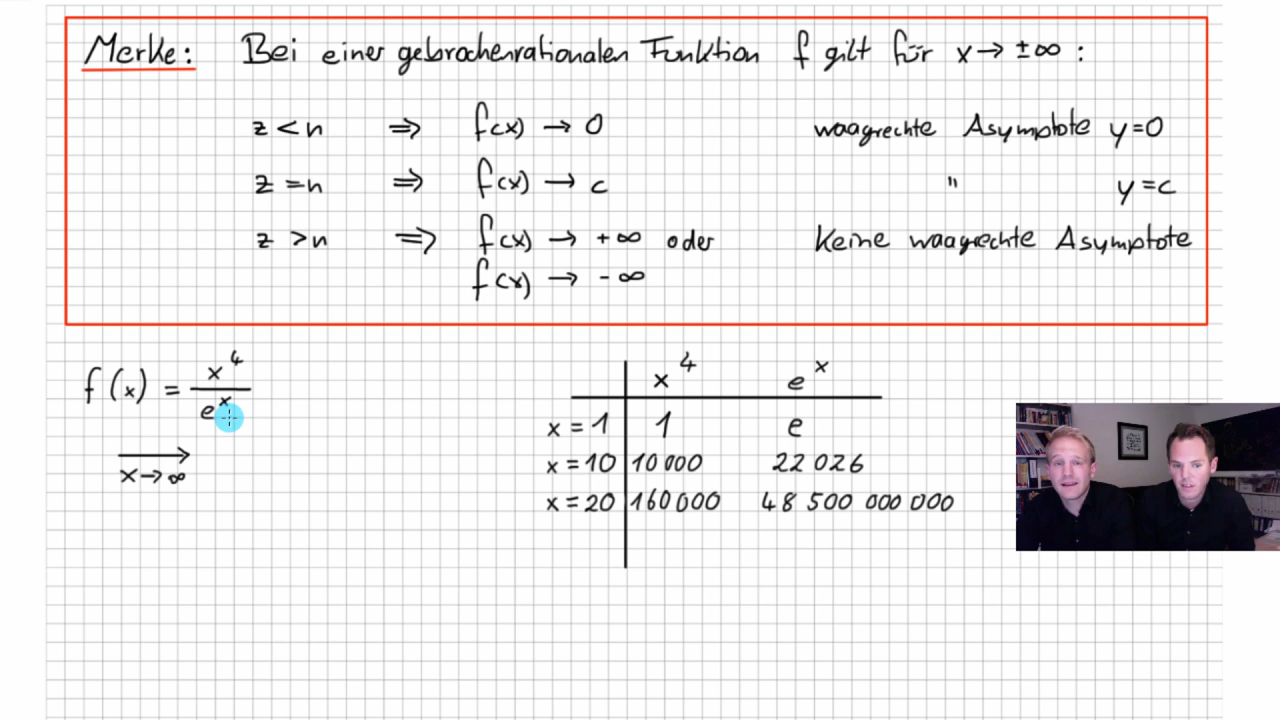 Merke: Bei einer gebrochenrationalen Funktion f gilt für x → ±∞ :
z < n ⇒ f(x) → 0 waagrechte Asymptote y=0
z = n ⇒ f(x) → c " y=c
z > n ⇒ f(x) → +∞ oder Keine waagrechte Asymptote
f(x) → -∞
f(x) = x⁴/eˣ
x→∞
x⁴ eˣ
x = 1 1 e
x = 10 10 000 22 026
x = 20 160 000 48 500 000 000